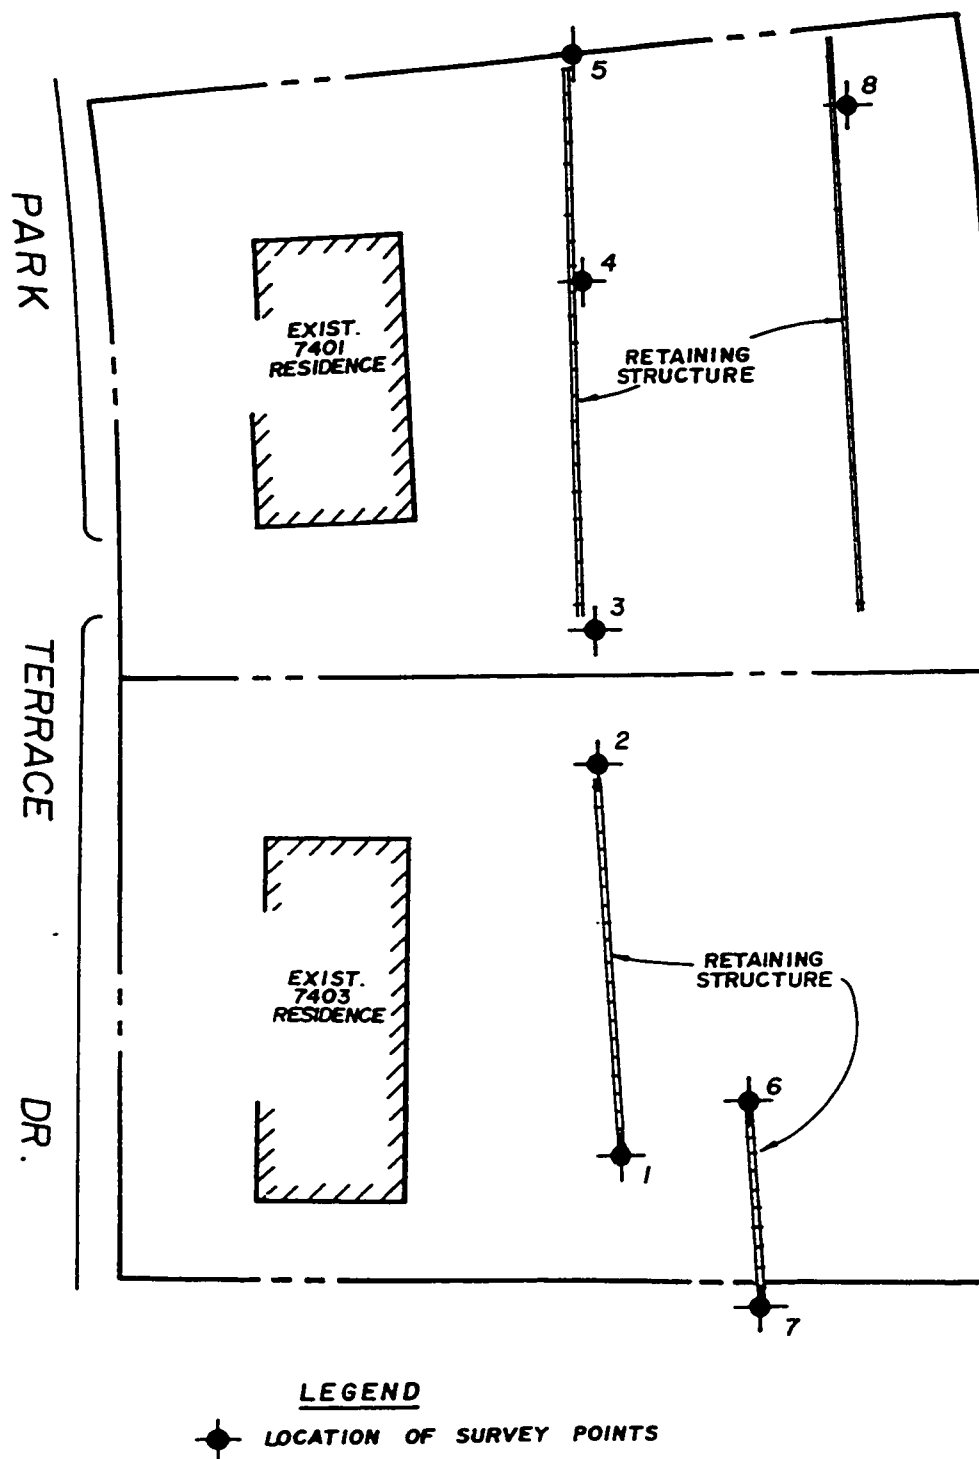 5
8
PARK
4
EXIST.
7401
RESIDENCE
RETAINING
STRUCTURE
3
TERRACE
2
EXIST.
7403
RESIDENCE
RETAINING
STRUCTURE
6
DR.
1
7
LEGEND
LOCATION OF SURVEY POINTS